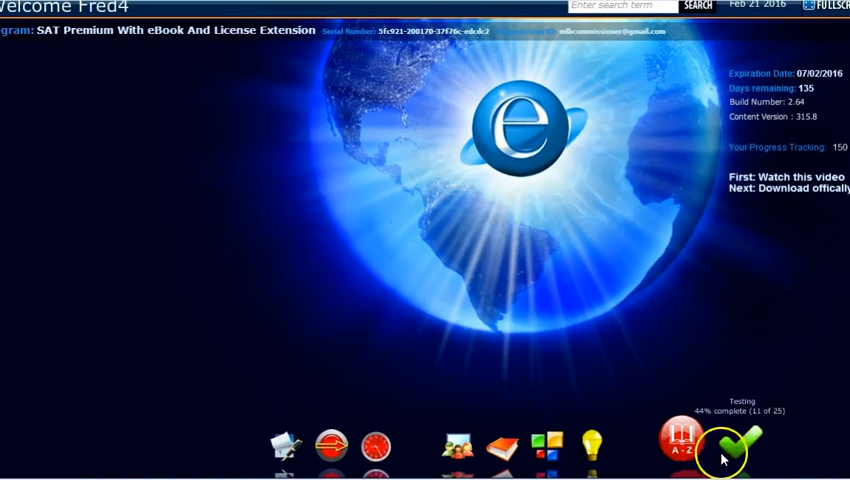 Welcome Fred4
Enter search term
SEARCH
Feb 21 2016
FULLSCR
gram: SAT Premium With eBook And License Extension
Serial Number: 5fc921-200170-37f76c-edcdc2
mlbcommissioner@gmail.com
Expiration Date: 07/02/2016
Days remaining: 135
Build Number: 2.64
Content Version : 315.8
Your Progress Tracking: 150
First: Watch this video
Next: Download offically
e
Testing
44% complete (11 of 25)
A - Z